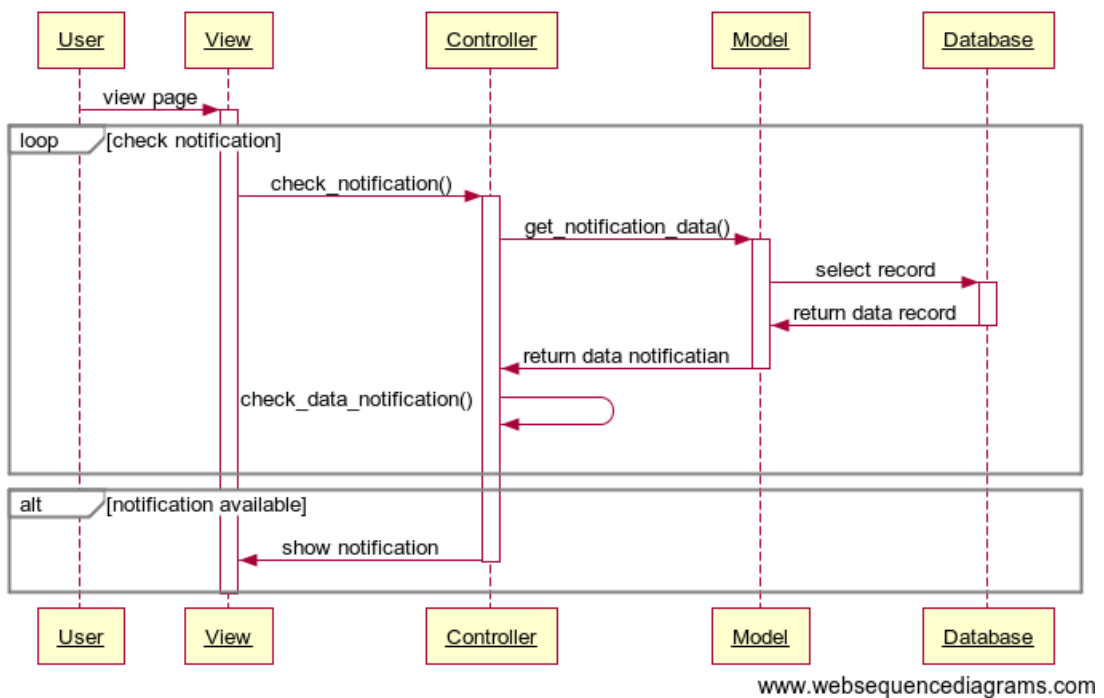 User View Controller Model Database
view page
loop [check notification]
check_notification()
get_notification_data()
select record
return data record
return data notificatian
check_data_notification()
alt [notification available]
show notification
User View Controller Model Database
www.websequencediagrams.com